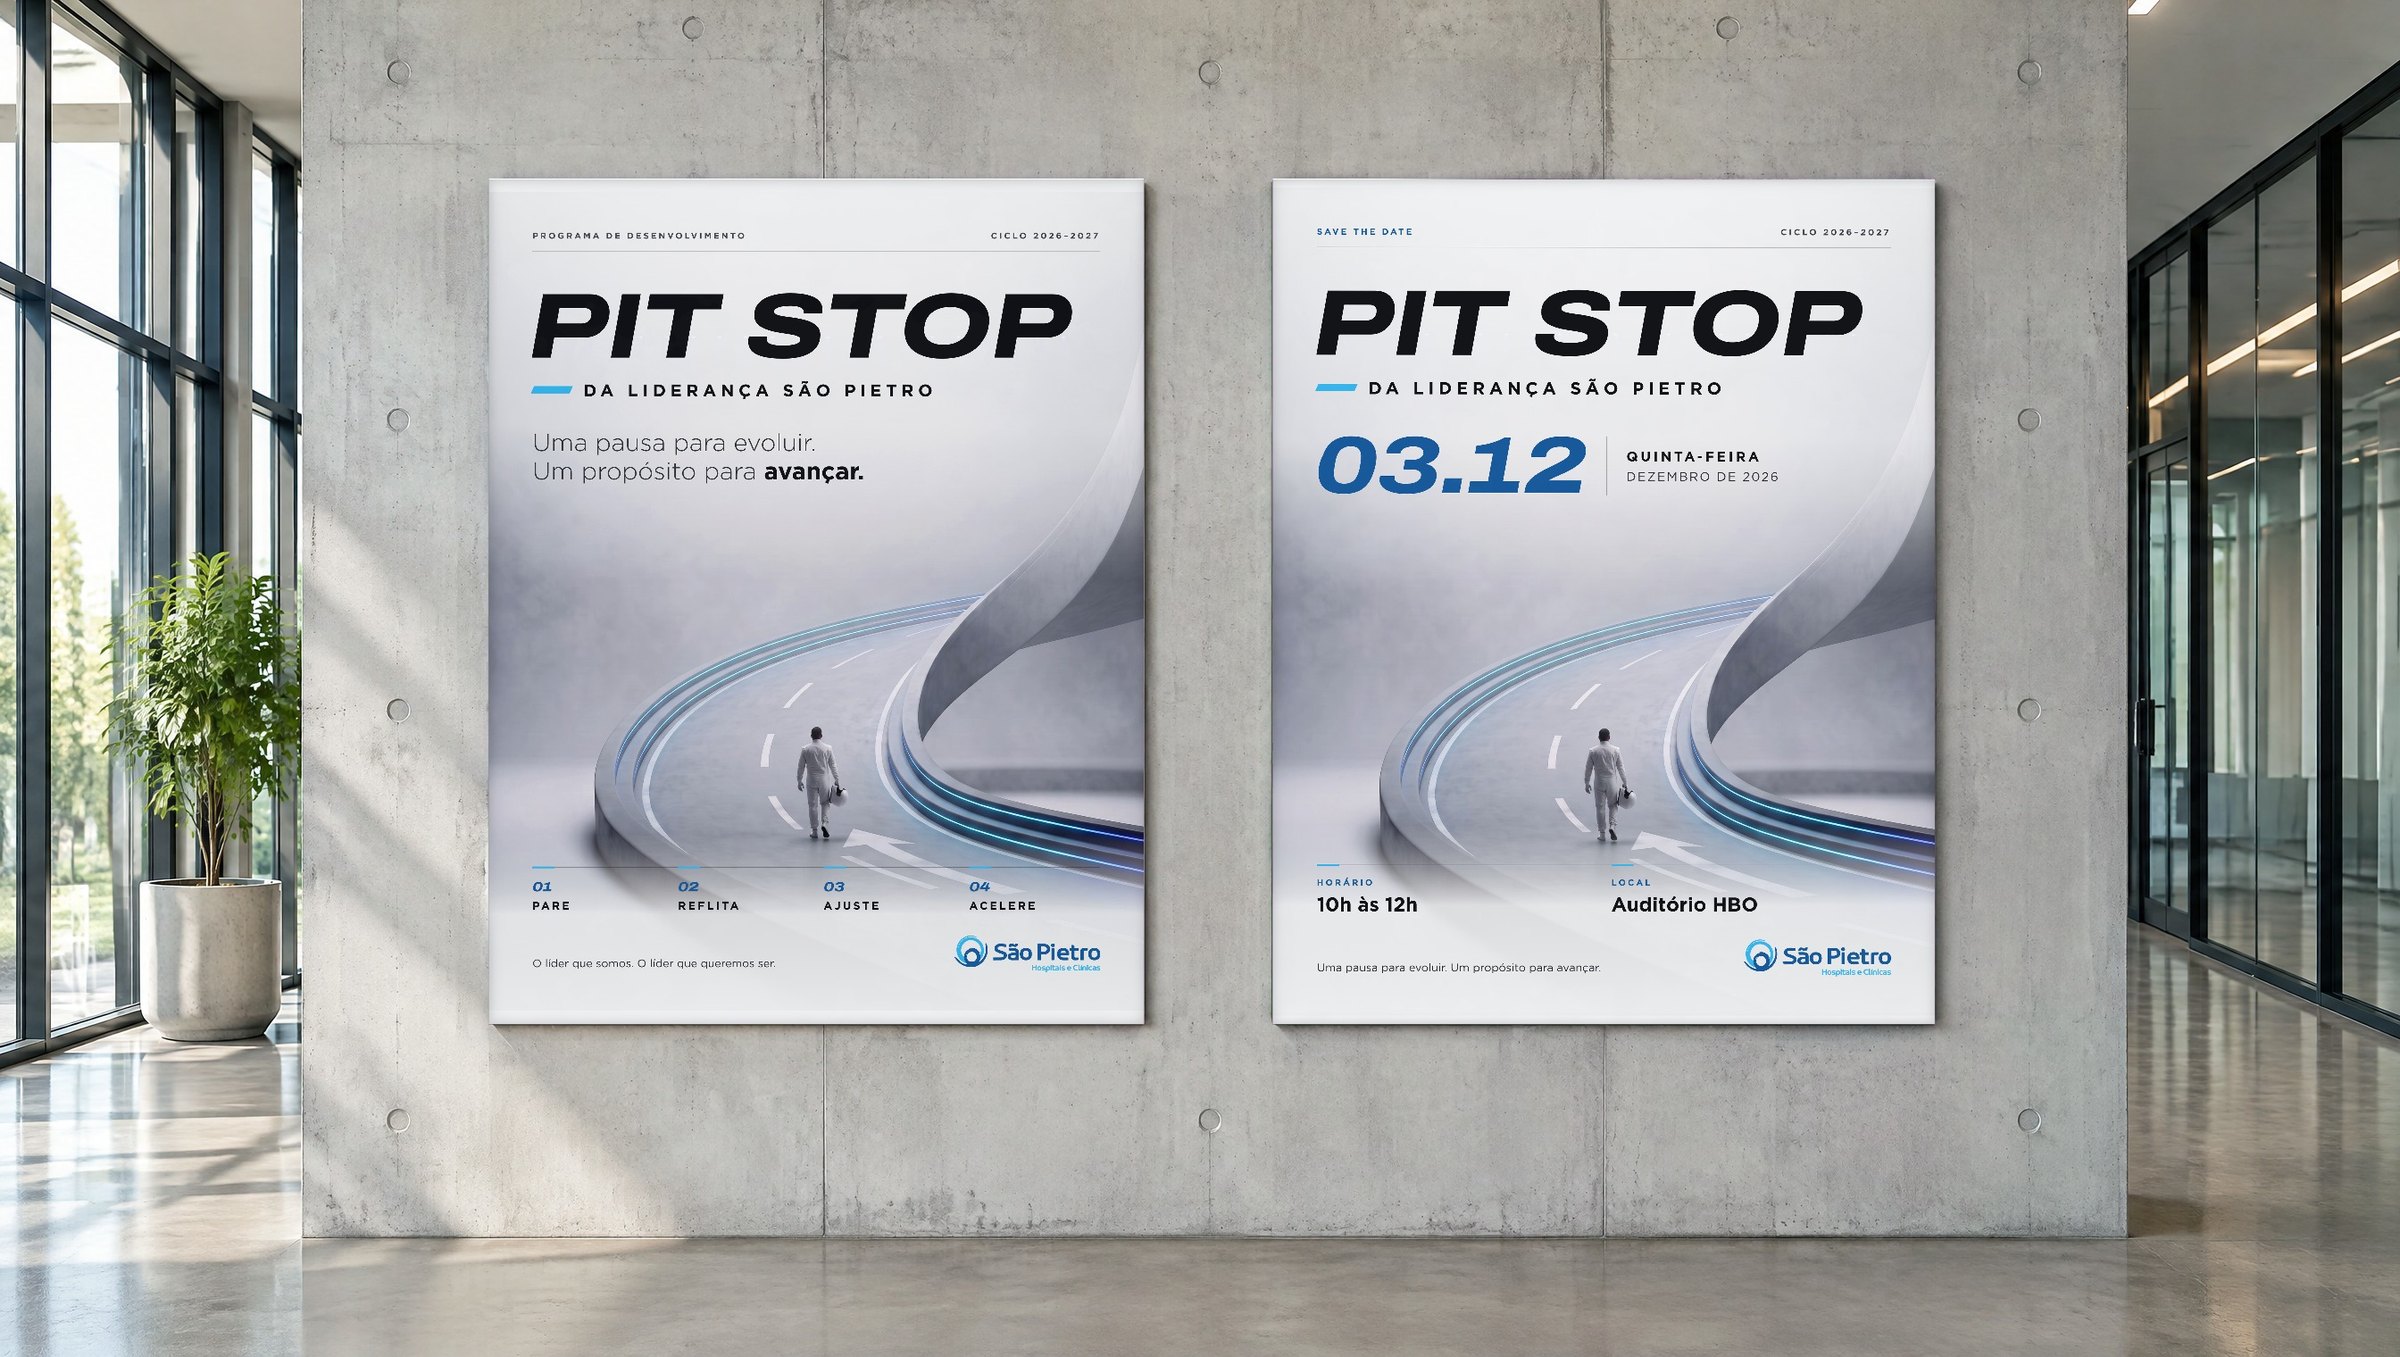 PROGRAMA DE DESENVOLVIMENTO
CICLO 2026-2027
PIT STOP
DA LIDERANÇA SÃO PIETRO
Uma pausa para evoluir.
Um propósito para avançar.
01
PARE
02
REFLITA
03
AJUSTE
04
ACELERE
O líder que somos. O líder que queremos ser.
São Pietro
Hospitais e Clínicas
SAVE THE DATE
CICLO 2026-2027
PIT STOP
DA LIDERANÇA SÃO PIETRO
03.12
QUINTA-FEIRA
DEZEMBRO DE 2026
HORÁRIO
10h às 12h
LOCAL
Auditório HBO
Uma pausa para evoluir. Um propósito para avançar.
São Pietro
Hospitais e Clínicas